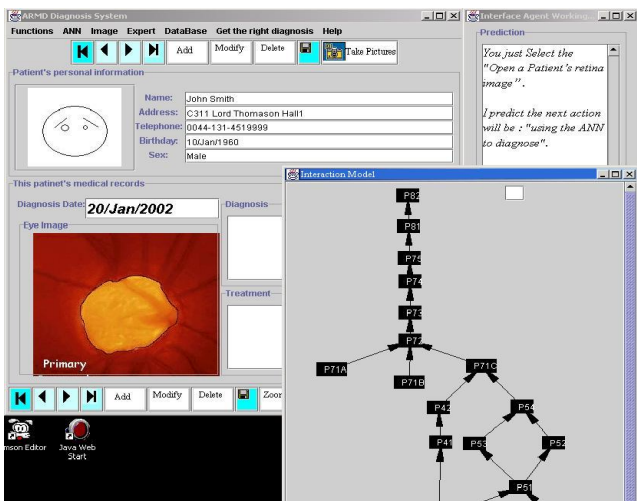 ARMD Diagnosis System
Functions ANN Image Expert DataBase Get the right diagnosis Help
Add Modify Delete Take Pictures
Patient's personal information
Name: John Smith
Address: C311 Lord Thomason Hall1
Telephone: 0044-131-4519999
Birthday: 10/Jan/1960
Sex: Male
This patinet's medical records
Diagnosis Date: 20/Jan/2002
Diagnosis
Eye Image
Treatment
Primary
Add Modify Delete Zoor
mson Editor
Java Web
Start
Interface Agent Working...
Prediction
You just Select the
"Open a Patient's retina
image".
I predict the next action
will be : "using the ANN
to diagnose".
Interaction Model
P82
P81
P75
P74
P73
P72
P71A
P71B
P71C
P42
P54
P41
P53
P52
P51